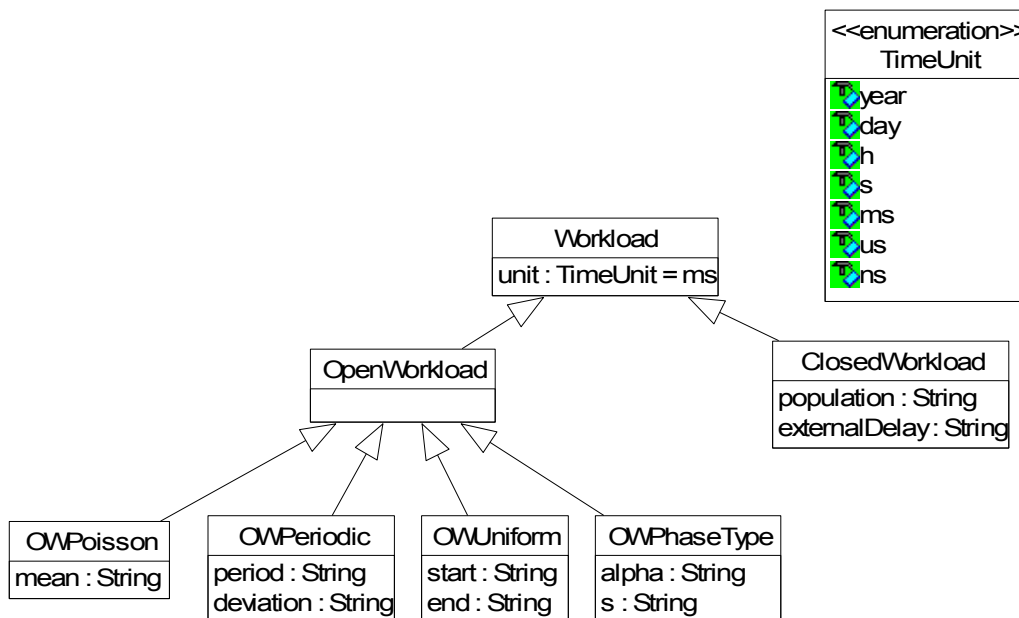 <<enumeration>>
TimeUnit
year
day
h
s
ms
us
ns
Workload
unit : TimeUnit = ms
OpenWorkload
ClosedWorkload
population : String
externalDelay : String
OWPoisson
mean : String
OWPeriodic
period : String
deviation : String
OWUniform
start : String
end : String
OWPhaseType
alpha : String
s : String